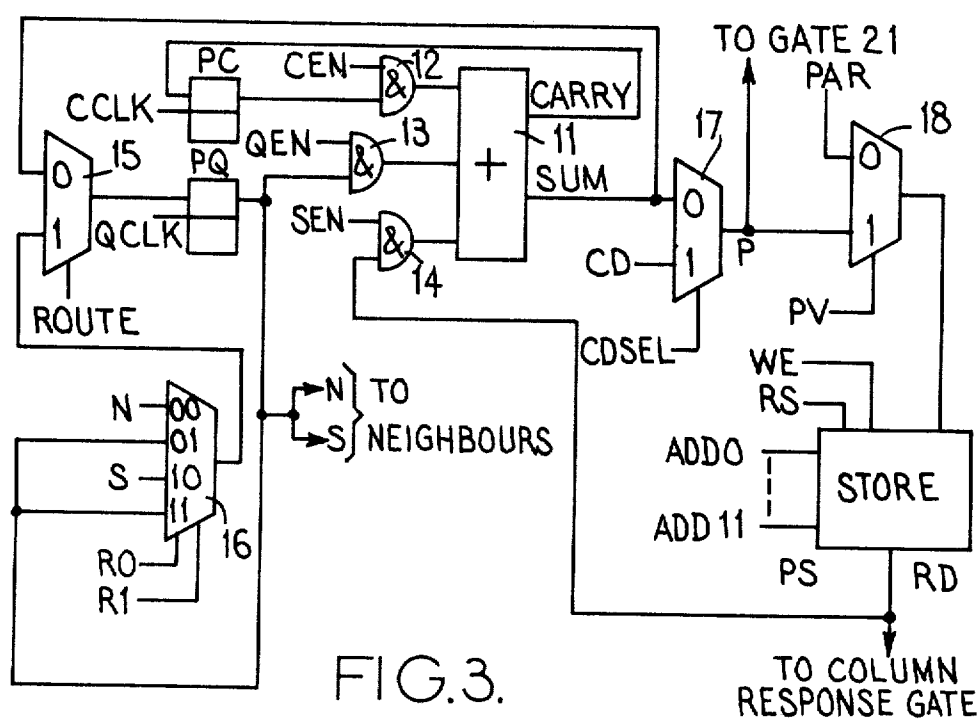 TO GATE 21
PAR
PC
CEN
12
&
CCLK
CARRY
QEN
13
11
17
18
0
15
PQ
&
+
SUM
0
1
QCLK
SEN
&
14
CD
1
P
0
1
ROUTE
CDSEL
PV
N
00
01
S
10
11
16
R0
R1
N
S
TO
NEIGHBOURS
WE
RS
ADD0
ADD 11
STORE
PS
RD
FIG.3.
TO COLUMN
RESPONSE GATE